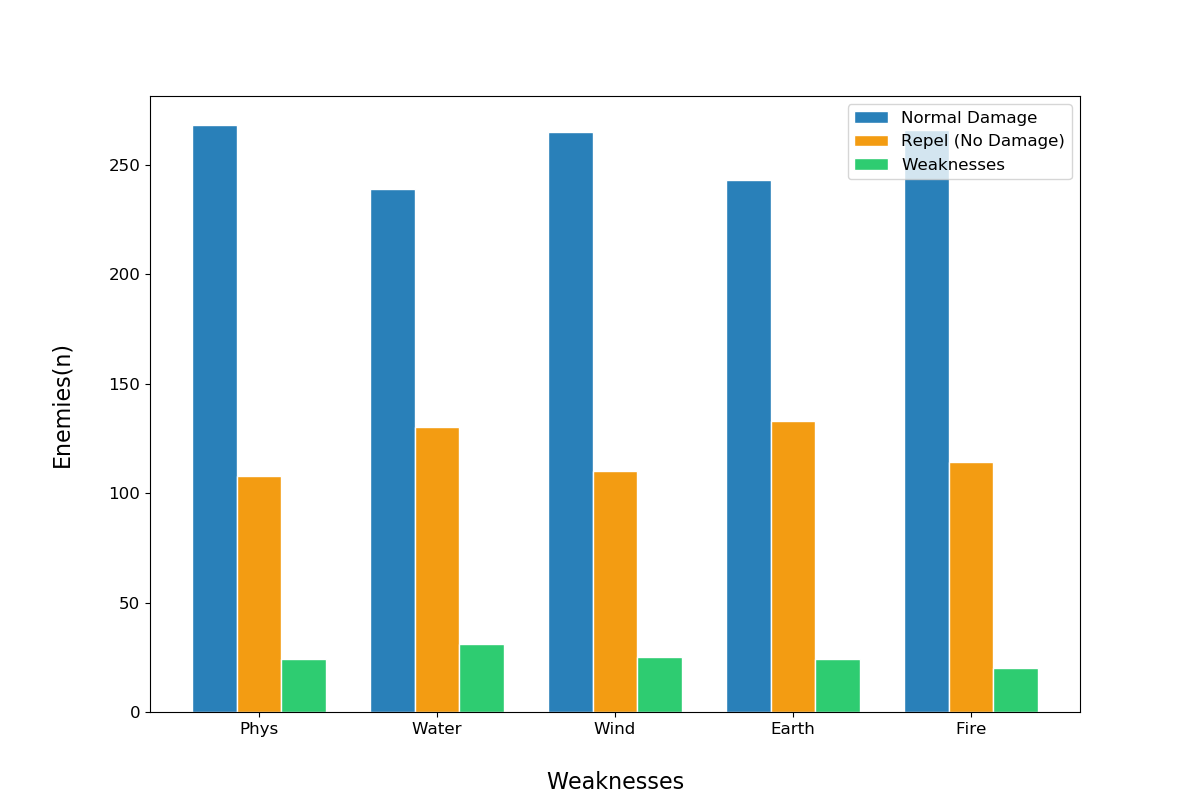 Normal Damage
Repel (No Damage)
Weaknesses
250
200
150
100
50
0
Enemies(n)
Phys Water Wind Earth Fire
Weaknesses